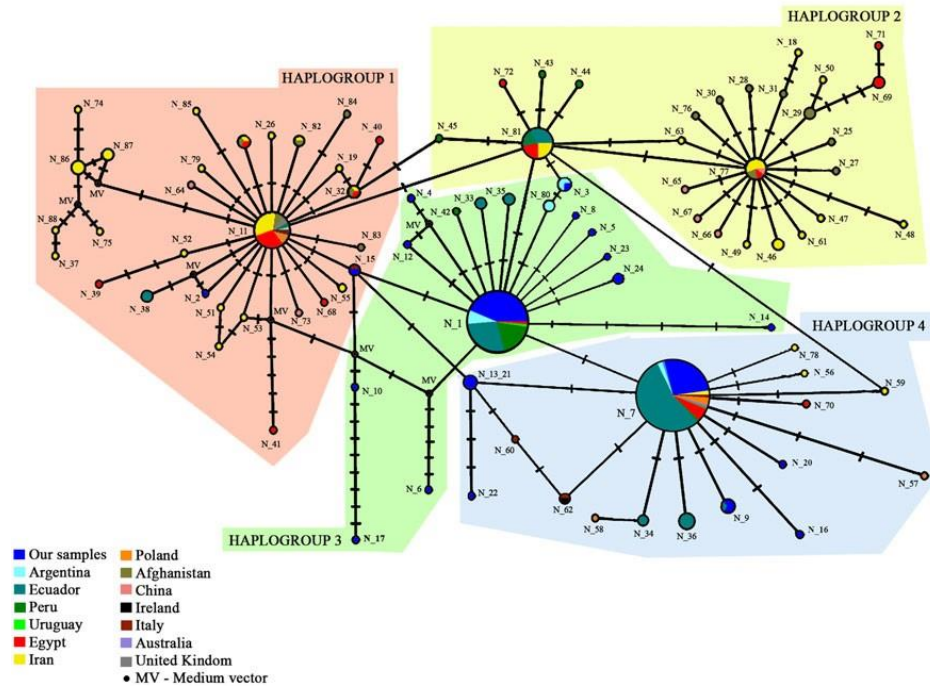 HAPLOGROUP 2
N_71
N_18
N_43
N_72
N_44
N_50
N_28
N_31
N_69
HAPLOGROUP 1
N_74
N_85
N_26
N_82
N_84
N_30
N_29
N_76
N_40
N_45
N_81
N_63
N_25
N_86
N_87
N_79
N_19
N_77
N_27
MV
N_64
N_32
N_4
N_80
N_3
N_65
N_35
N_33
N_42
N_8
N_67
N_47
N_48
MV
N_11
N_83
MV
N_5
N_66
N_61
N_88
N_75
N_52
N_15
N_12
N_23
N_49
N_46
N_37
MV
N_24
N_39
N_2
N_55
N_38
N_51
N_73
N_68
N_53
MV
N_1
N_14
HAPLOGROUP 4
N_54
MV
N_78
MV
N_13_21
N_56
N_59
N_10
N_7
N_70
N_41
N_60
N_20
N_57
N_6
N_22
N_62
N_9
N_58
N_34
N_36
N_16
HAPLOGROUP 3
N_17
Our samples
Argentina
Ecuador
Peru
Uruguay
Egypt
Iran
Poland
Afghanistan
China
Ireland
Italy
Australia
United Kindom
MV - Medium vector